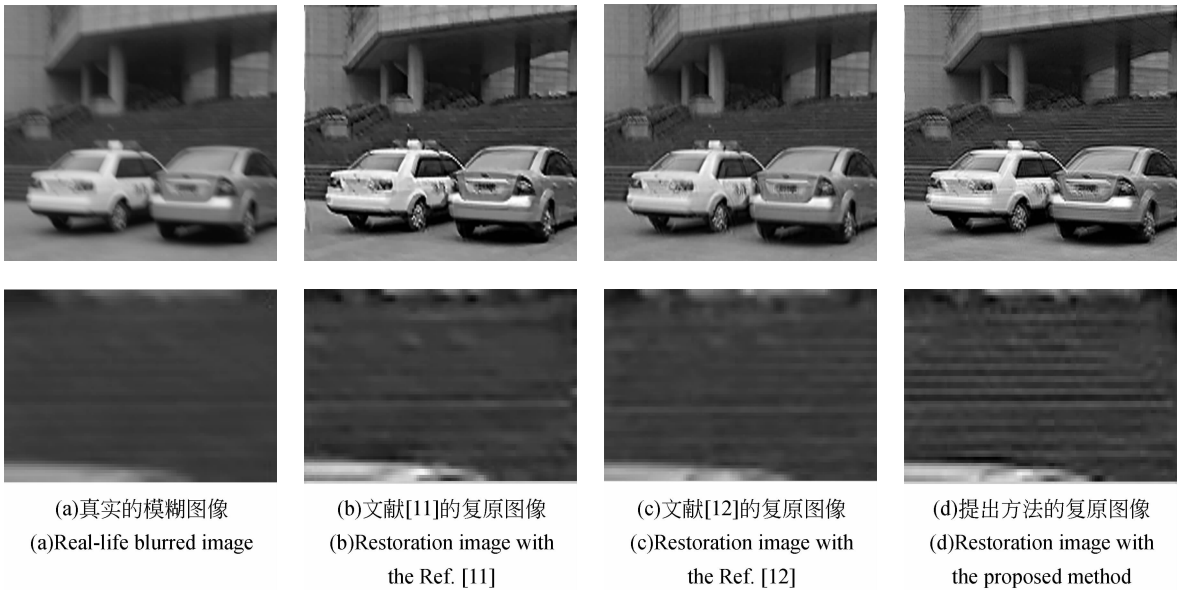 (a)真实的模糊图像
(a)Real-life blurred image
(b)文献[11]的复原图像
(b)Restoration image with
the Ref. [11]
(c)文献[12]的复原图像
(c)Restoration image with
the Ref. [12]
(d)提出方法的复原图像
(d)Restoration image with
the proposed method